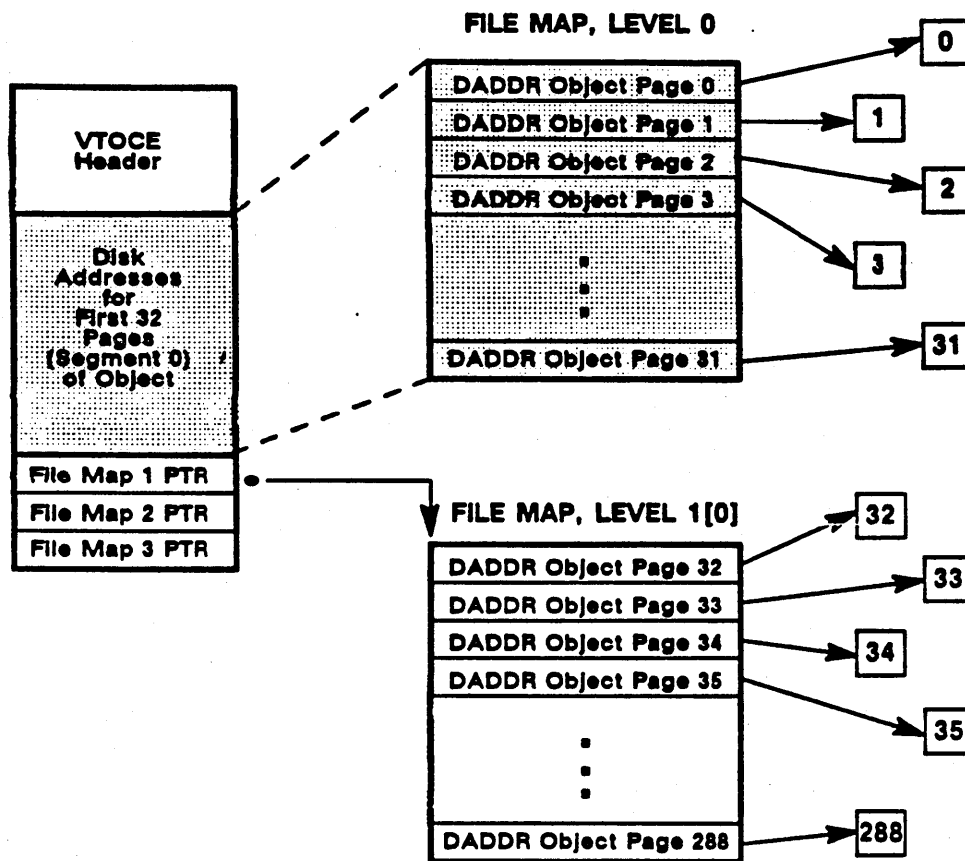 FILE MAP, LEVEL 0
VTOCE
Header
Disk
Addresses
for
First 32
Pages
(Segment 0)
of Object
File Map 1 PTR
File Map 2 PTR
File Map 3 PTR
DADDR Object Page 0
DADDR Object Page 1
DADDR Object Page 2
DADDR Object Page 3
DADDR Object Page 31
0
1
2
3
31
FILE MAP, LEVEL 1[0]
DADDR Object Page 32
DADDR Object Page 33
DADDR Object Page 34
DADDR Object Page 35
DADDR Object Page 288
32
33
34
35
288